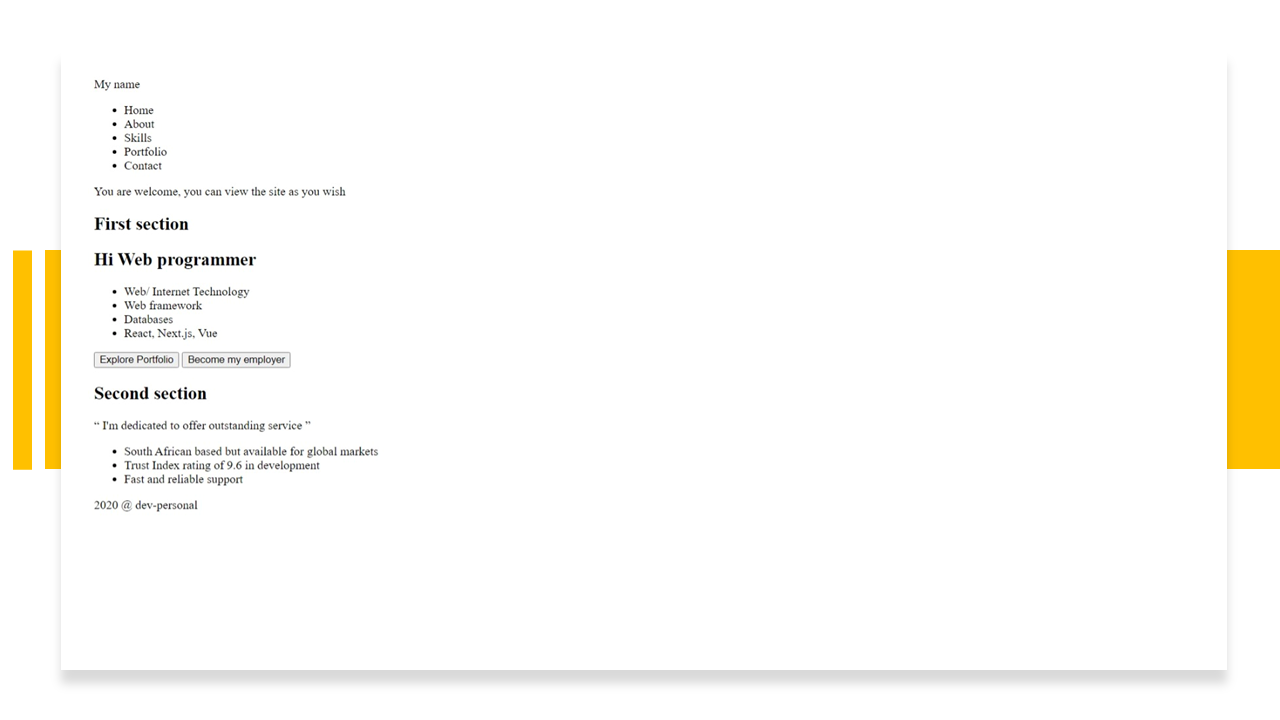 My name
Home
About
Skills
Portfolio
Contact
You are welcome, you can view the site as you wish
First section
Hi Web programmer
Web/ Internet Technology
Web framework
Databases
React, Next.js, Vue
Explore Portfolio Become my employer
Second section
“ I'm dedicated to offer outstanding service ”
South African based but available for global markets
Trust Index rating of 9.6 in development
Fast and reliable support
2020 @ dev-personal